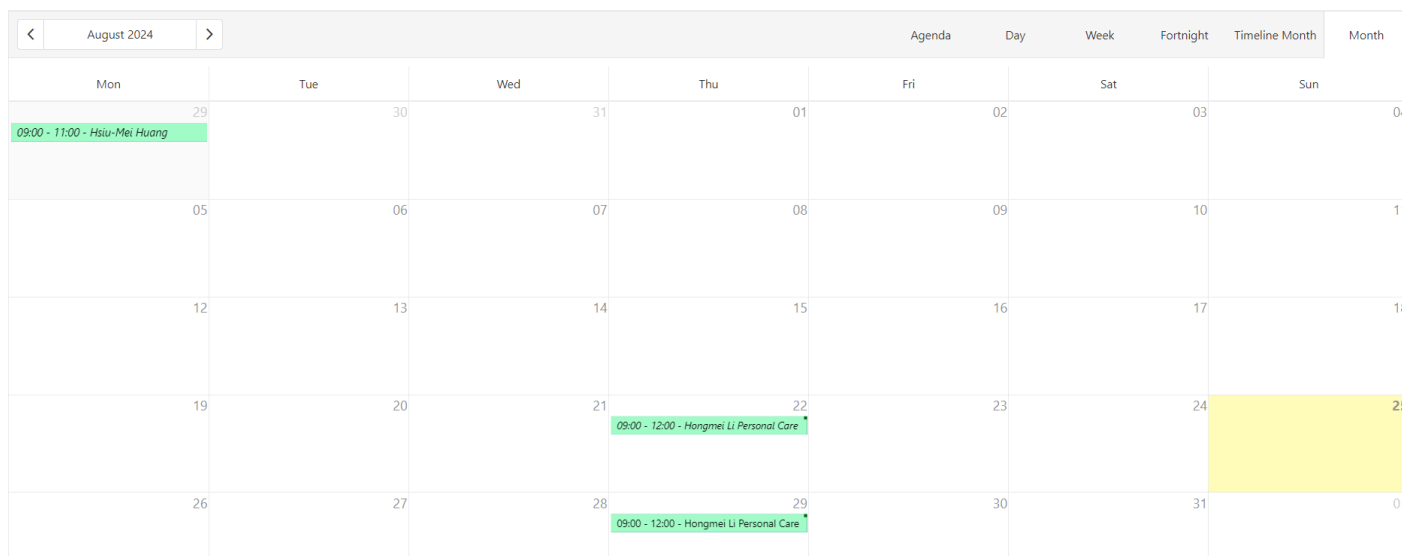 August 2024 Agenda Day Week Fortnight Timeline Month Month
Mon Tue Wed Thu Fri Sat Sun
29 30 31 01 02 03
09:00 - 11:00 - Hsiu-Mei Huang
05 06 07 08 09 10
12 13 14 15 16 17
19 20 21 22 23 24 25
09:00 - 12:00 - Hongmei Li Personal Care
26 27 28 29 30 31
09:00 - 12:00 - Hongmei Li Personal Care